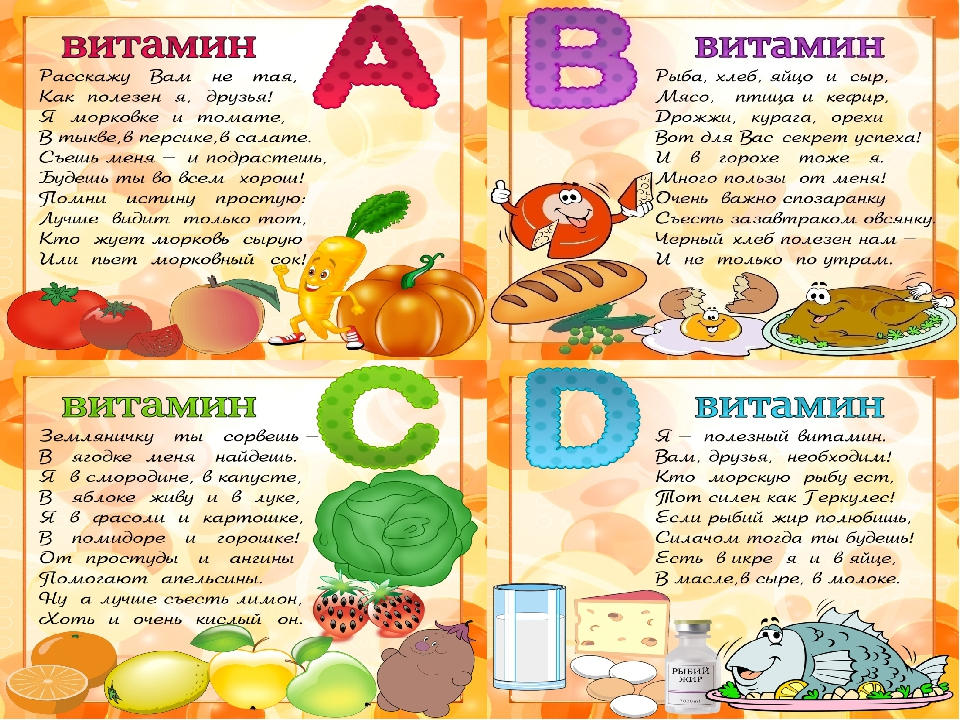 витамин А
Расскажу Вам не тая,
Как полезен я, друзья!
Я морковке и томате,
В тыкве,в персике,в салате.
Съешь меня – и подрастешь,
Будешь ты во всем хорош!
Помни истину простую:
Лучше видит только тот,
Кто жует морковь сырую
Или пьет морковный сок!
В витамин
Рыба, хлеб, яйцо и сыр,
Мясо, птица и кефир,
Дрожжи, курага, орехи
Вот для Вас секрет успеха!
И в горохе тоже я.
Много пользы от меня!
Очень важно спозаранку
Съесть зазавтраком овсянку.
Черный хлеб полезен нам –
И не только по утрам.
витамин С
Земляничку ты сорвешь –
В ягодке меня найдешь.
Я в смородине, в капусте,
В яблоке живу и в луке,
Я в фасоли и картошке,
В помидоре и горошке!
От простуды и ангины
Помогают апельсины.
Ну а лучше съесть лимон,
Хоть и очень кислый он.
D витамин
Я – полезный витамин.
Вам, друзья, необходим!
Кто морскую рыбу ест,
Тот силен как Геркулес!
Если рыбий жир полюбишь,
Силачом тогда ты будешь!
Есть в икре я и в яйце,
В масле,в сыре, в молоке.
РЫБИЙ
ЖИР